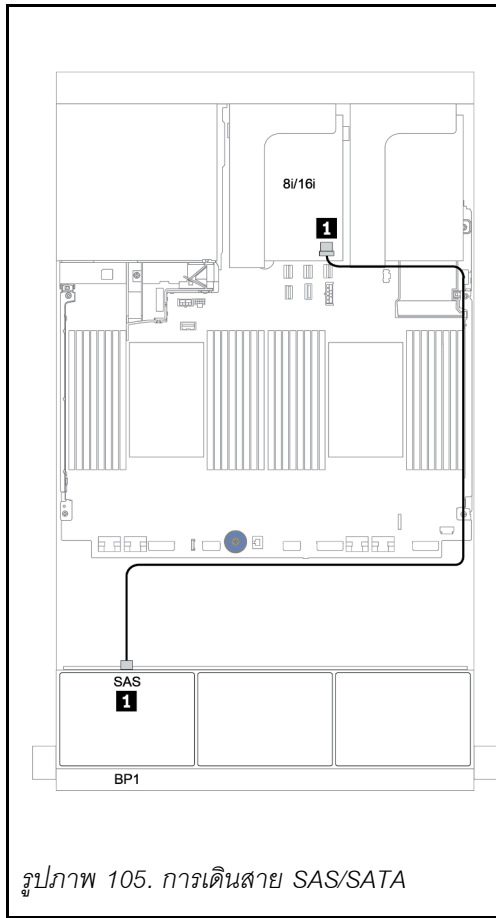 8i/16i
1
SAS
1
BP1
รูปภาพ 105. การเดินสาย SAS/SATA